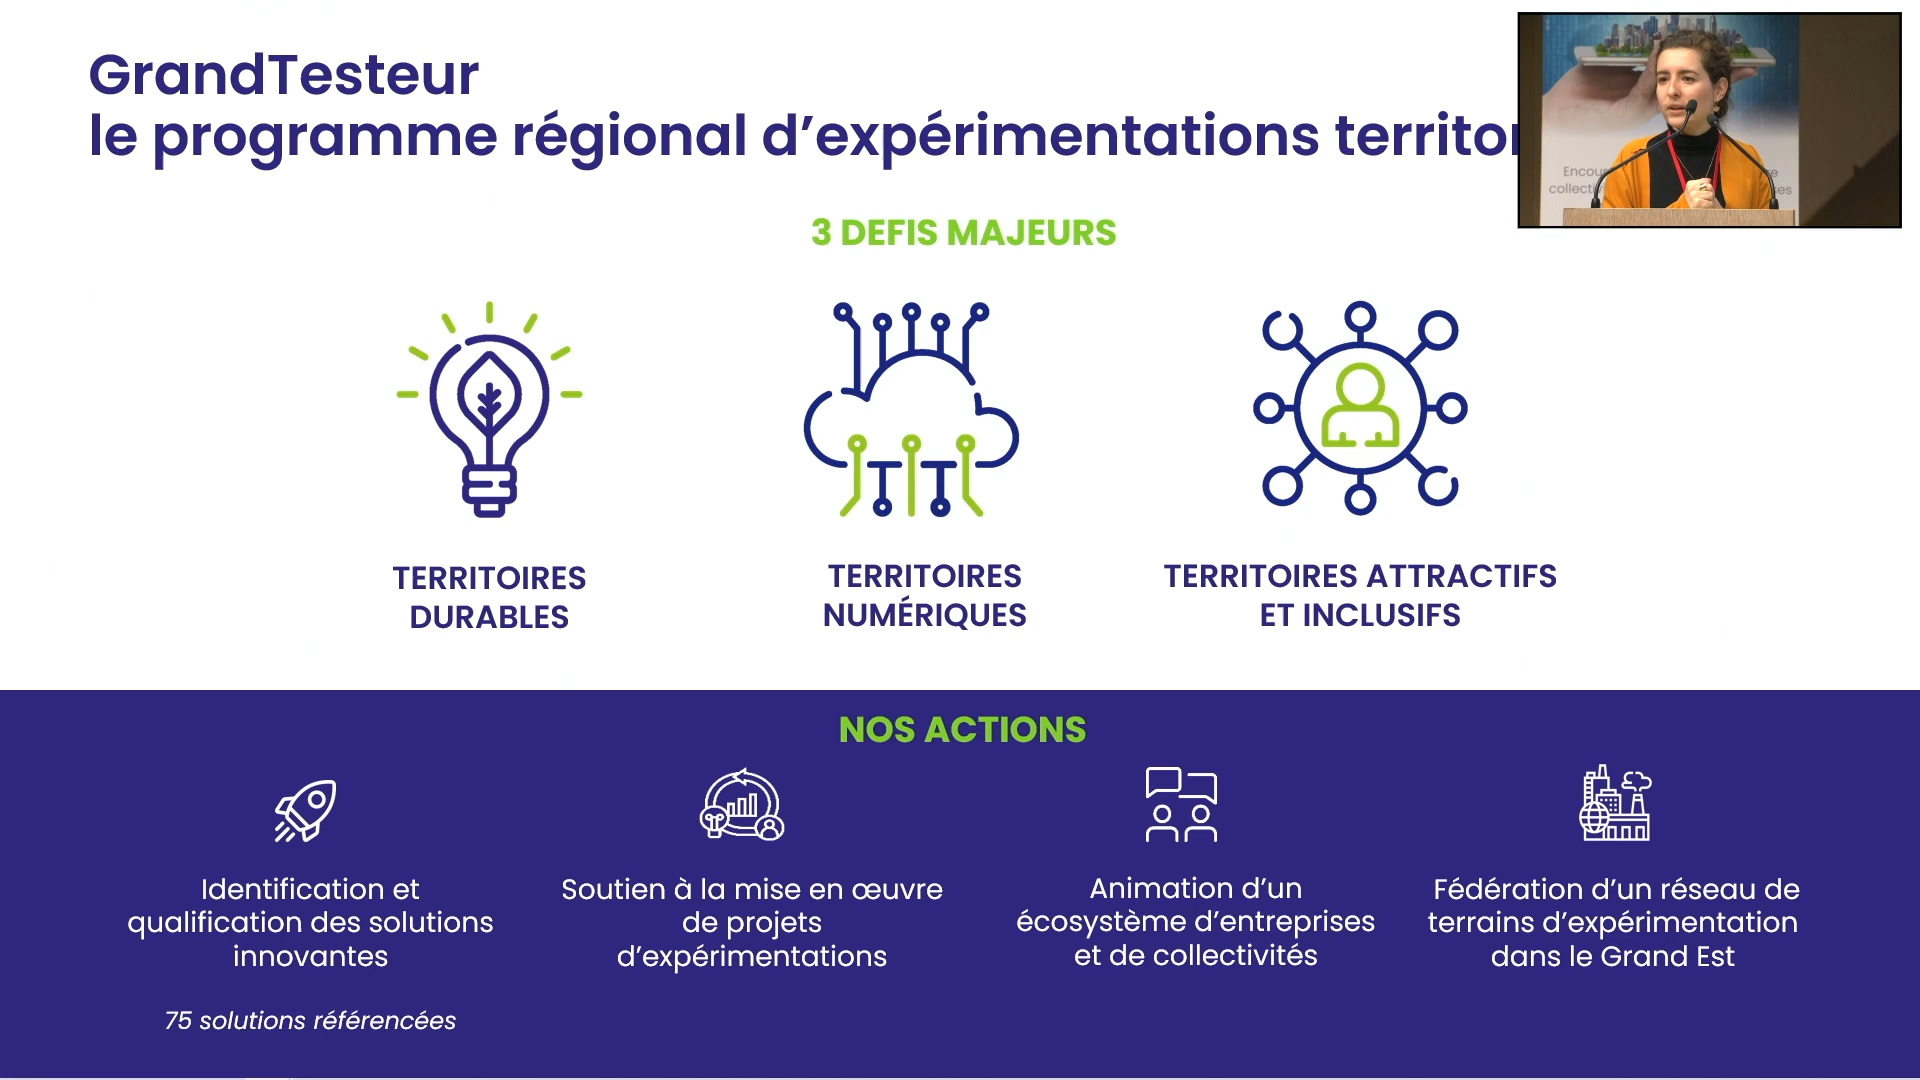 GrandTesteur
le programme régional d’expérimentations
3 DEFIS MAJEURS
TERRITOIRES
DURABLES
TERRITOIRES
NUMÉRIQUES
TERRITOIRES ATTRACTIFS
ET INCLUSIFS
NOS ACTIONS
Identification et
qualification des solutions
innovantes
75 solutions référencées
Soutien à la mise en œuvre
de projets
d’expérimentations
Animation d’un
écosystème d’entreprises
et de collectivités
Fédération d’un réseau de
terrains d’expérimentation
dans le Grand Est